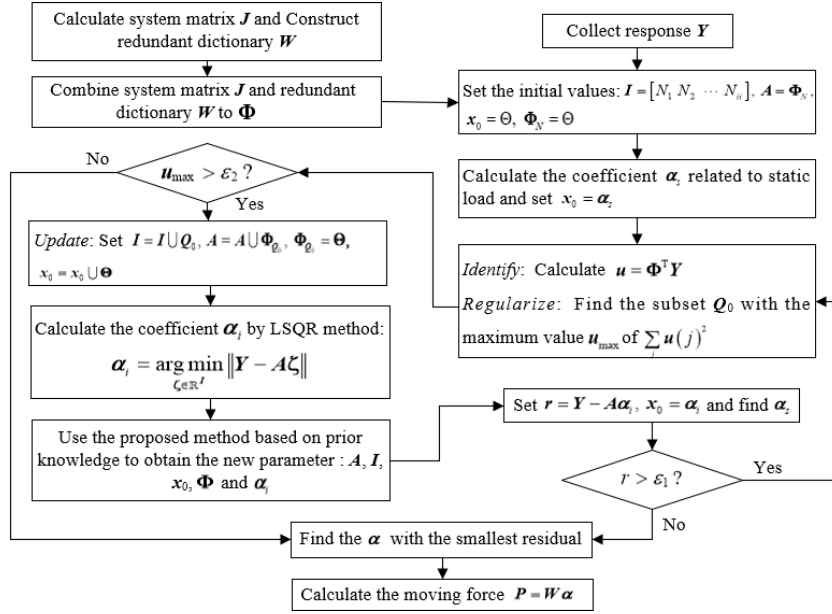 Calculate system matrix J and Construct
redundant dictionary W
Combine system matrix J and redundant
dictionary W to Φ
Collect response Y
Set the initial values: I = [N₁ N₂ ⋯ Nᵢᵢ], A = Φ_N,
x₀ = Θ, Φ_N = Θ
Calculate the coefficient α_s related to static
load and set x₀ = α_s
Identify: Calculate u = Φᵀ Y
Regularize: Find the subset Q₀ with the
maximum value u_max of ∑_j u(j)²
No
u_max > ε₂ ?
Yes
Update: Set I = I ∪ Q₀, A = A ∪ Φ_Q₀, Φ_Q₀ = Θ,
x₀ = x₀ ∪ Θ
Calculate the coefficient α_i by LSQR method:
α_i = arg min ‖Y − Aζ‖
ζ∈ℝ^I
Use the proposed method based on prior
knowledge to obtain the new parameter : A, I,
x₀, Φ and α_i
Set r = Y − Aα_i, x₀ = α_i and find α_s
r > ε₁ ?
Yes
No
Find the α with the smallest residual
Calculate the moving force P = Wα